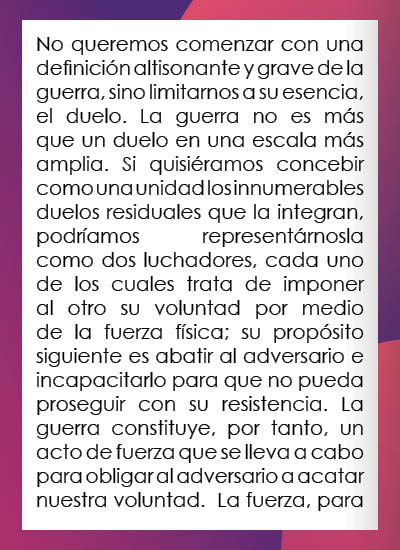 No queremos comenzar con una
definición altisonante y grave de la
guerra, sino limitarnos a su esencia,
el duelo. La guerra no es más
que un duelo en una escala más
amplia. Si quisiéramos concebir
como una unidad los innumerables
duelos residuales que la integran,
podríamos representárnosla
como dos luchadores, cada uno
de los cuales trata de imponer
al otro su voluntad por medio
de la fuerza física; su propósito
siguiente es abatir al adversario e
incapacitarlo para que no pueda
proseguir con su resistencia. La
guerra constituye, por tanto, un
acto de fuerza que se lleva a cabo
para obligar al adversario a acatar
nuestra voluntad. La fuerza, para